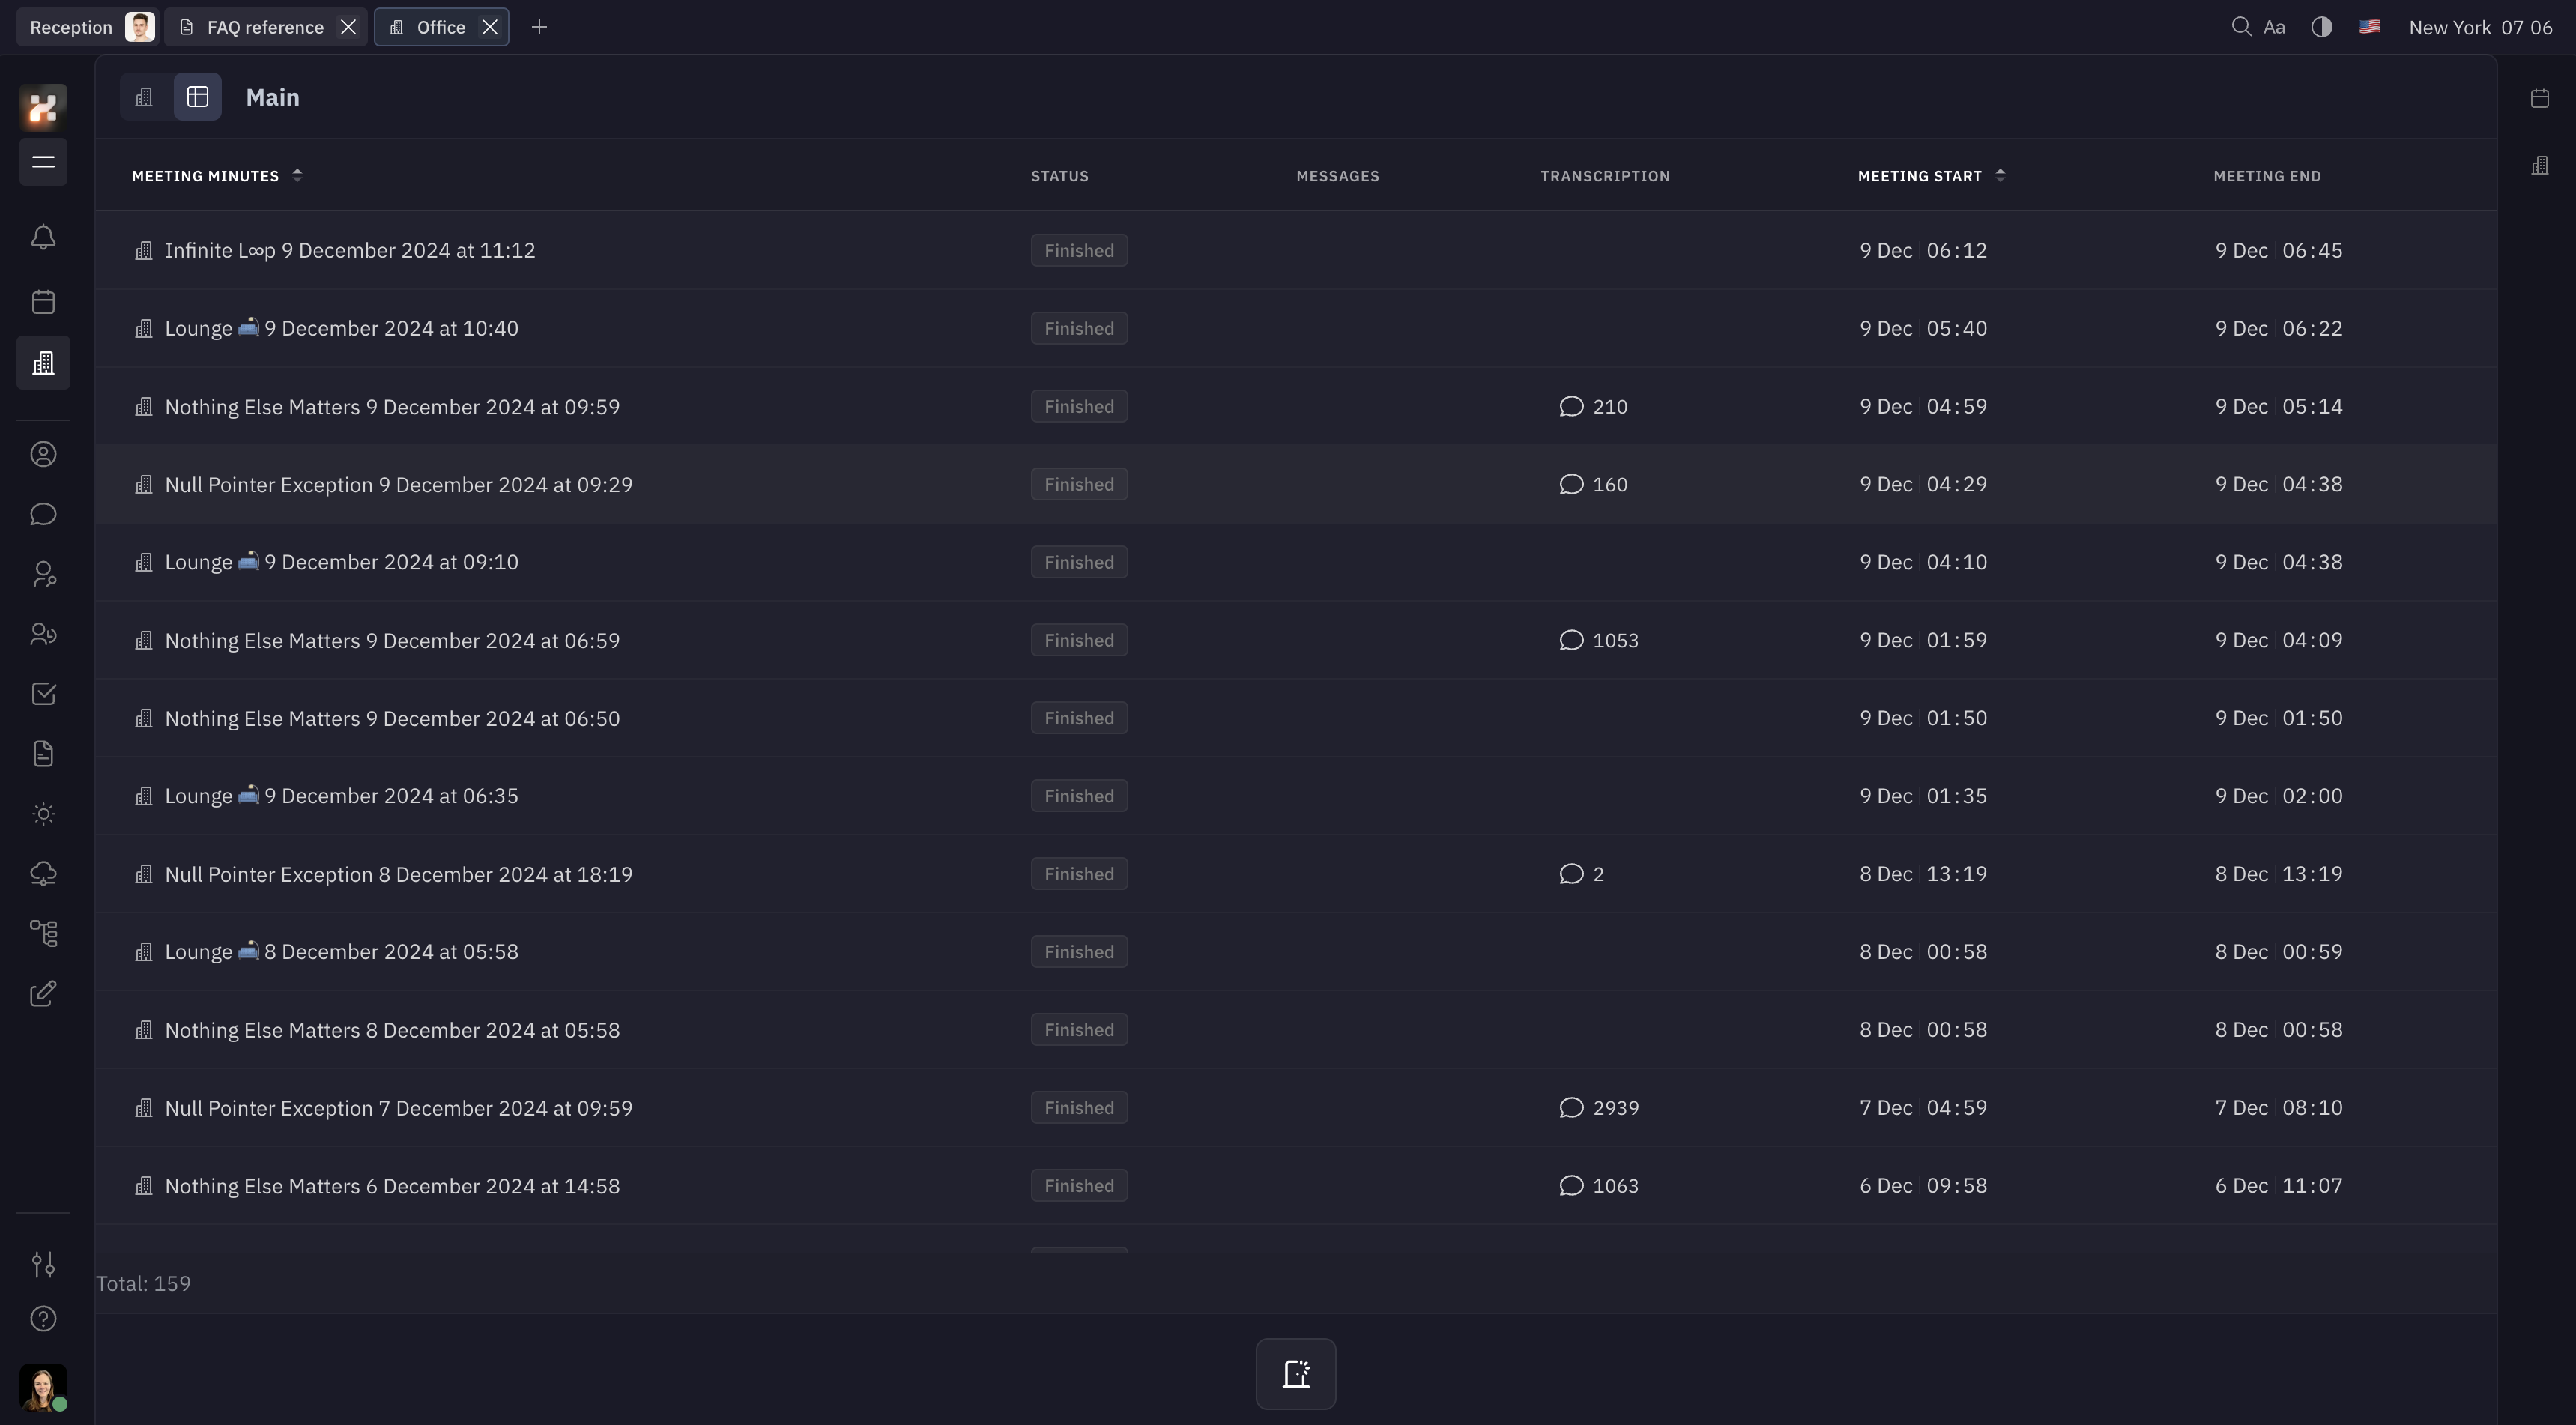 Reception FAQ reference Office Aa New York 07 06
Main
MEETING MINUTES STATUS MESSAGES TRANSCRIPTION MEETING START MEETING END
Infinite L∞p 9 December 2024 at 11:12 Finished 9 Dec 06:12 9 Dec 06:45
Lounge 🛋️ 9 December 2024 at 10:40 Finished 9 Dec 05:40 9 Dec 06:22
Nothing Else Matters 9 December 2024 at 09:59 Finished 210 9 Dec 04:59 9 Dec 05:14
Null Pointer Exception 9 December 2024 at 09:29 Finished 160 9 Dec 04:29 9 Dec 04:38
Lounge 🛋️ 9 December 2024 at 09:10 Finished 9 Dec 04:10 9 Dec 04:38
Nothing Else Matters 9 December 2024 at 06:59 Finished 1053 9 Dec 01:59 9 Dec 04:09
Nothing Else Matters 9 December 2024 at 06:50 Finished 9 Dec 01:50 9 Dec 01:50
Lounge 🛋️ 9 December 2024 at 06:35 Finished 9 Dec 01:35 9 Dec 02:00
Null Pointer Exception 8 December 2024 at 18:19 Finished 2 8 Dec 13:19 8 Dec 13:19
Lounge 🛋️ 8 December 2024 at 05:58 Finished 8 Dec 00:58 8 Dec 00:59
Nothing Else Matters 8 December 2024 at 05:58 Finished 8 Dec 00:58 8 Dec 00:58
Null Pointer Exception 7 December 2024 at 09:59 Finished 2939 7 Dec 04:59 7 Dec 08:10
Nothing Else Matters 6 December 2024 at 14:58 Finished 1063 6 Dec 09:58 6 Dec 11:07
Total: 159